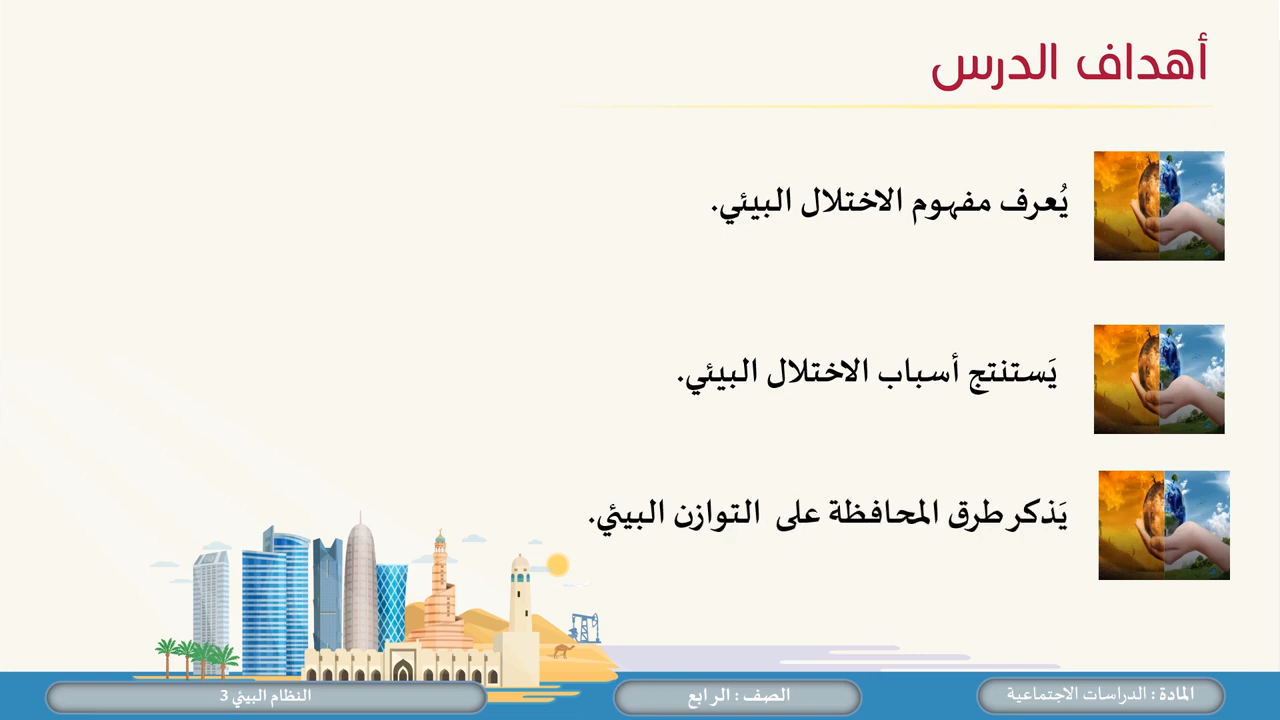 أهداف الدرس
يُعرف مفهوم الاختلال البيئي.
يَستنتج أسباب الاختلال البيئي.
يَذكر طرق المحافظة على التوازن البيئي.
المادة : الدراسات الاجتماعية
الصف : الرابع
النظام البيئي 3